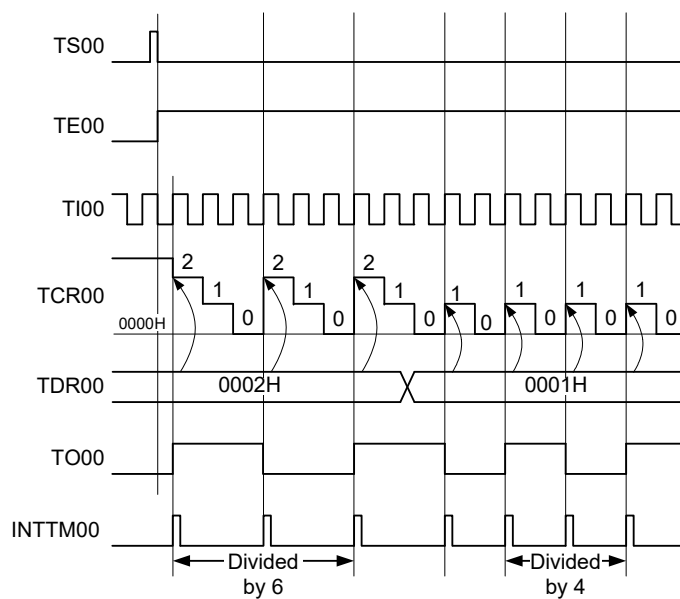 TS00
TE00
TI00
TCR00
2 2 2
1 1 1 1 1 1 1
0 0 0 0 0 0 0
0000H
TDR00
0002H 0001H
TO00
INTTM00
Divided by 6
Divided by 4